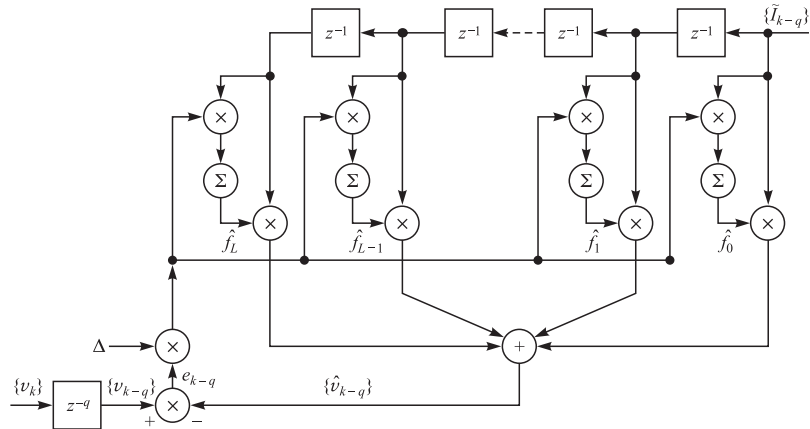 {Ĩ_{k−q}}
z⁻¹ z⁻¹ z⁻¹ z⁻¹
× × × ×
Σ Σ Σ Σ
× × × ×
f̂_L f̂_{L−1} f̂_1 f̂_0
Δ × +
e_{k−q}
{v_k} {v_{k−q}} {v̂_{k−q}}
z^{−q} × + −